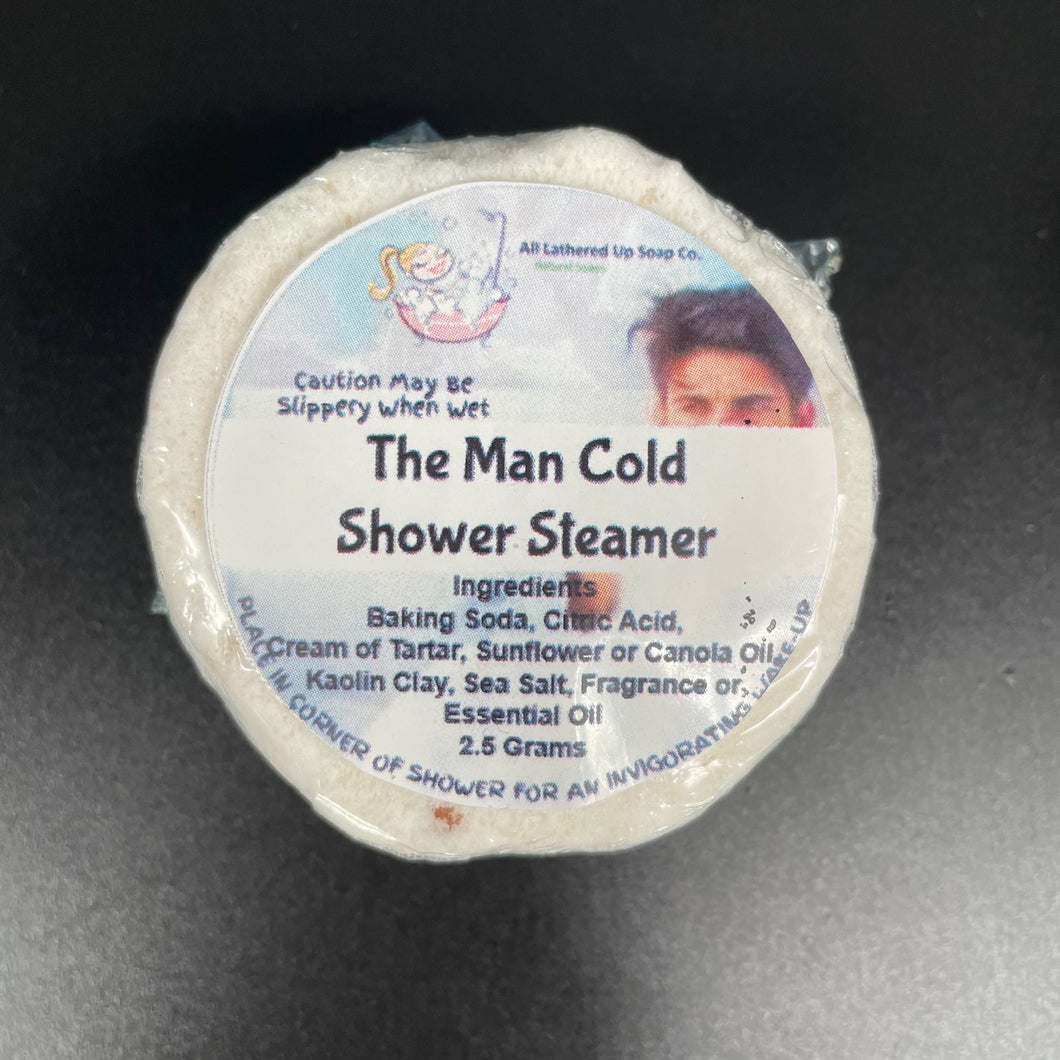 All Lathered Up Soap Co.
Natural Soaps
Caution May Be
Slippery When Wet
The Man Cold
Shower Steamer
Ingredients
Baking Soda, Citric Acid,
Cream of Tartar, Sunflower or Canola Oil,
Kaolin Clay, Sea Salt, Fragrance or
Essential Oil
2.5 Grams
PLACE IN CORNER OF SHOWER FOR AN INVIGORATING WAKE-UP